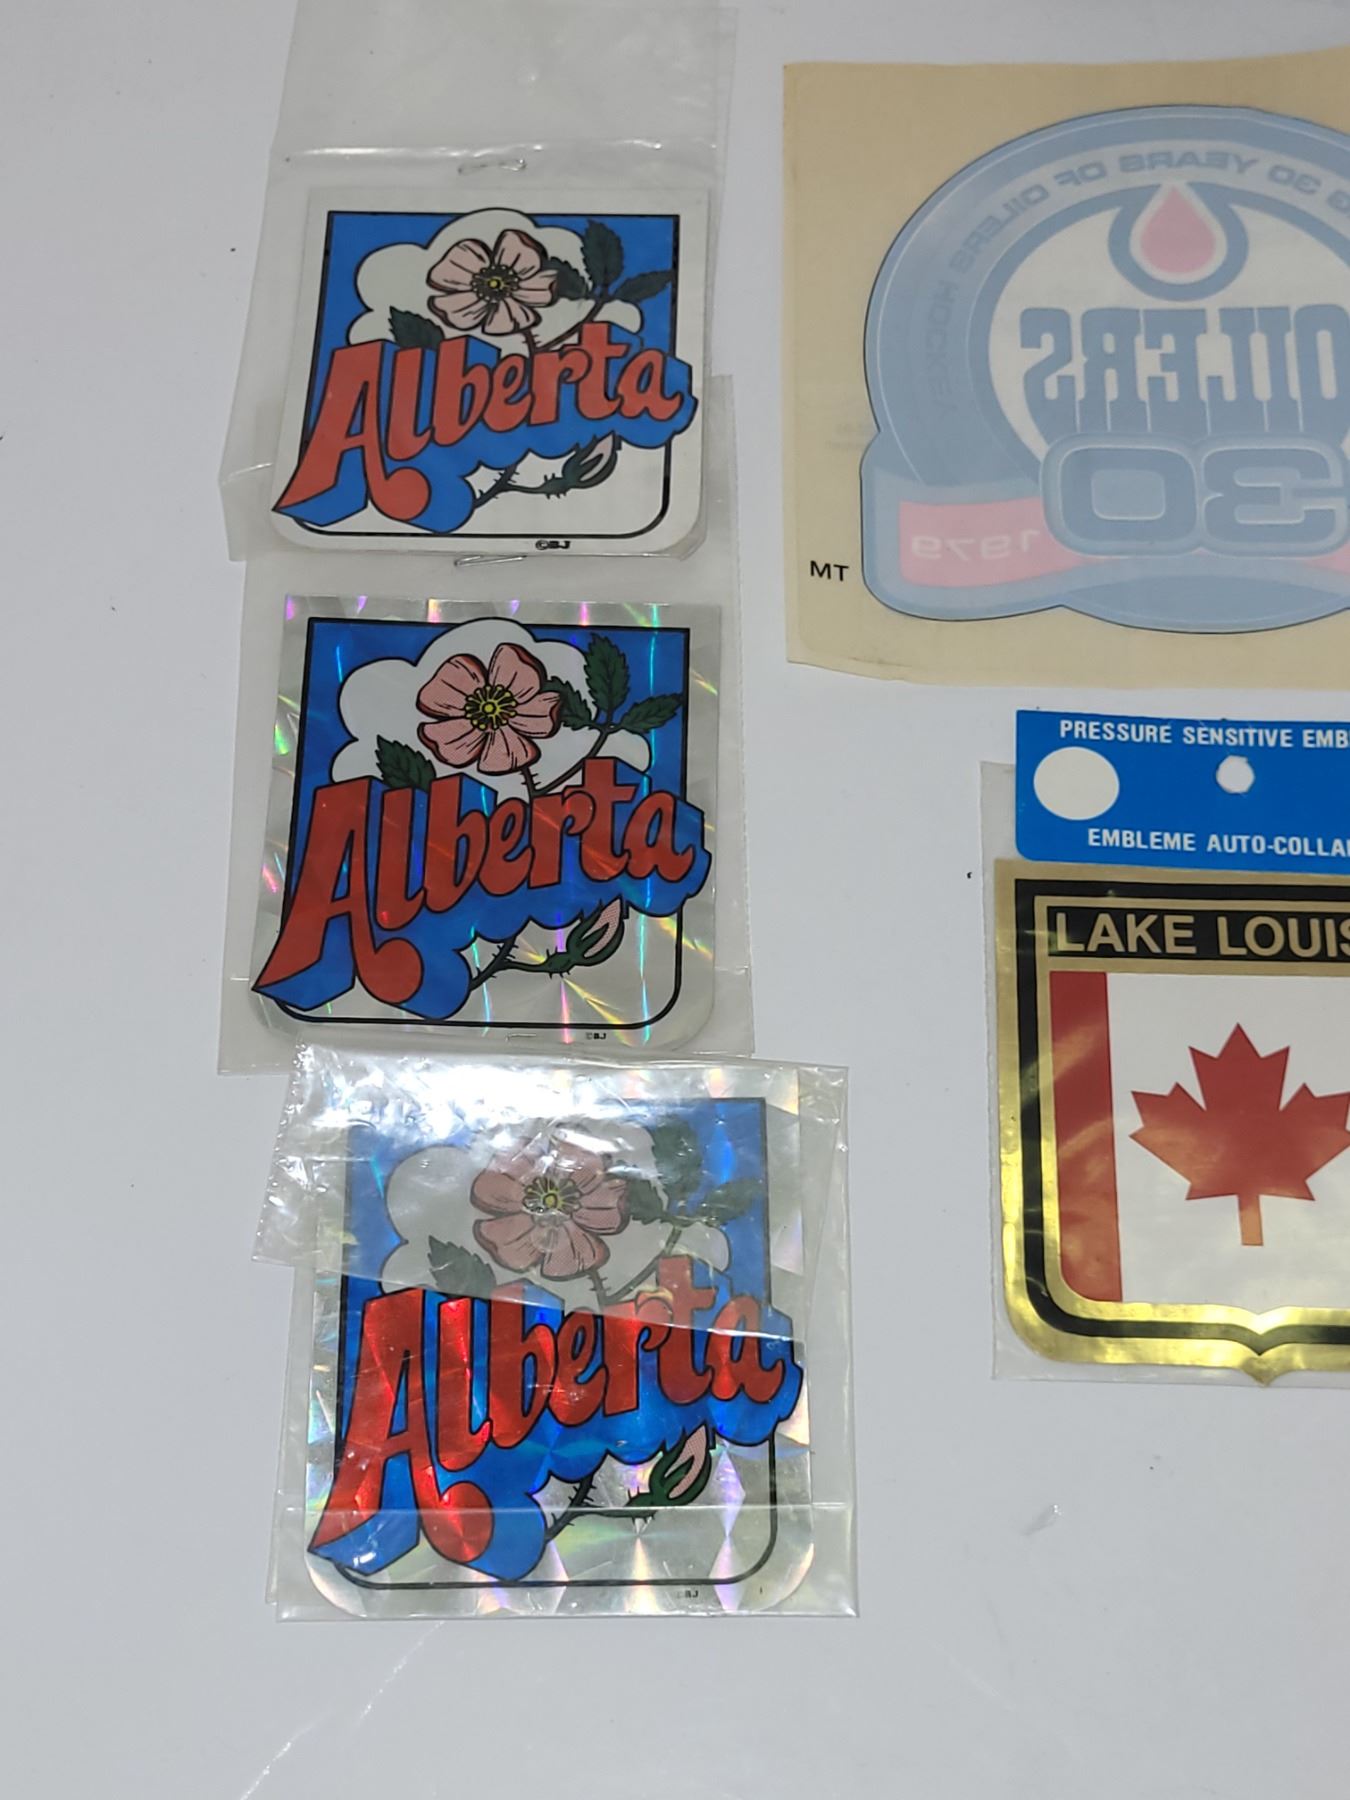 Alberta
©BJ
Alberta
©BJ
Alberta
©BJ
30 YEARS OF OILERS HOCKEY
OILERS
30
1979
MT
PRESSURE SENSITIVE EMB
EMBLEME AUTO-COLLA
LAKE LOUIS